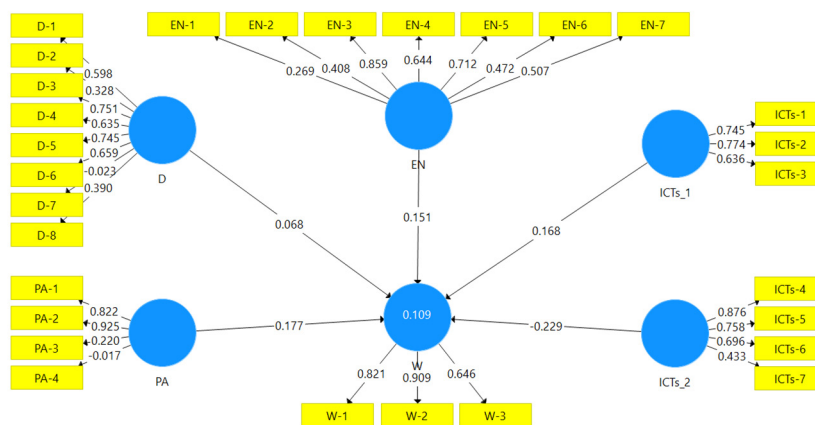 D-1
D-2
D-3
D-4
D-5
D-6
D-7
D-8
0.598
0.328
0.751
0.635
0.745
0.659
-0.023
0.390
D
EN-1
EN-2
EN-3
EN-4
EN-5
EN-6
EN-7
0.269
0.408
0.859
0.644
0.712
0.472
0.507
EN
ICTs-1
ICTs-2
ICTs-3
0.745
0.774
0.636
ICTs_1
0.068
0.151
0.168
PA-1
PA-2
PA-3
PA-4
0.822
0.925
-0.220
-0.017
PA
0.177
0.109
-0.229
W
0.821
0.909
0.646
W-1
W-2
W-3
ICTs-4
ICTs-5
ICTs-6
ICTs-7
0.876
0.758
0.696
0.433
ICTs_2